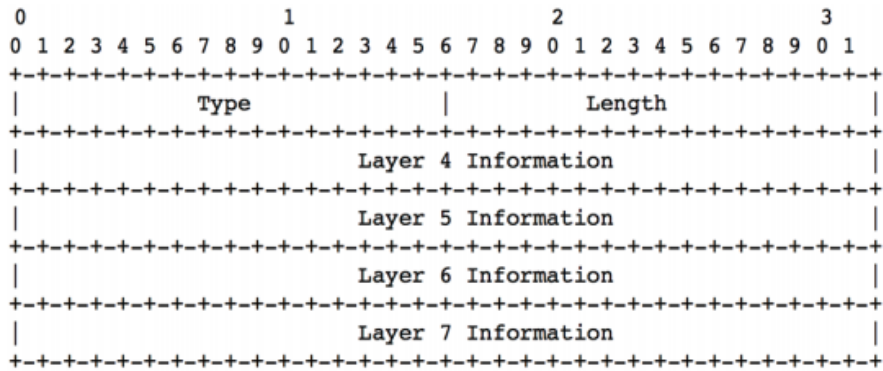 0                   1                   2                   3
0 1 2 3 4 5 6 7 8 9 0 1 2 3 4 5 6 7 8 9 0 1 2 3 4 5 6 7 8 9 0 1
+-+-+-+-+-+-+-+-+-+-+-+-+-+-+-+-+-+-+-+-+-+-+-+-+-+-+-+-+-+-+-+-+
|             Type              |          Length               |
+-+-+-+-+-+-+-+-+-+-+-+-+-+-+-+-+-+-+-+-+-+-+-+-+-+-+-+-+-+-+-+-+
|                         Layer 4 Information                   |
+-+-+-+-+-+-+-+-+-+-+-+-+-+-+-+-+-+-+-+-+-+-+-+-+-+-+-+-+-+-+-+-+
|                         Layer 5 Information                   |
+-+-+-+-+-+-+-+-+-+-+-+-+-+-+-+-+-+-+-+-+-+-+-+-+-+-+-+-+-+-+-+-+
|                         Layer 6 Information                   |
+-+-+-+-+-+-+-+-+-+-+-+-+-+-+-+-+-+-+-+-+-+-+-+-+-+-+-+-+-+-+-+-+
|                         Layer 7 Information                   |
+-+-+-+-+-+-+-+-+-+-+-+-+-+-+-+-+-+-+-+-+-+-+-+-+-+-+-+-+-+-+-+-+